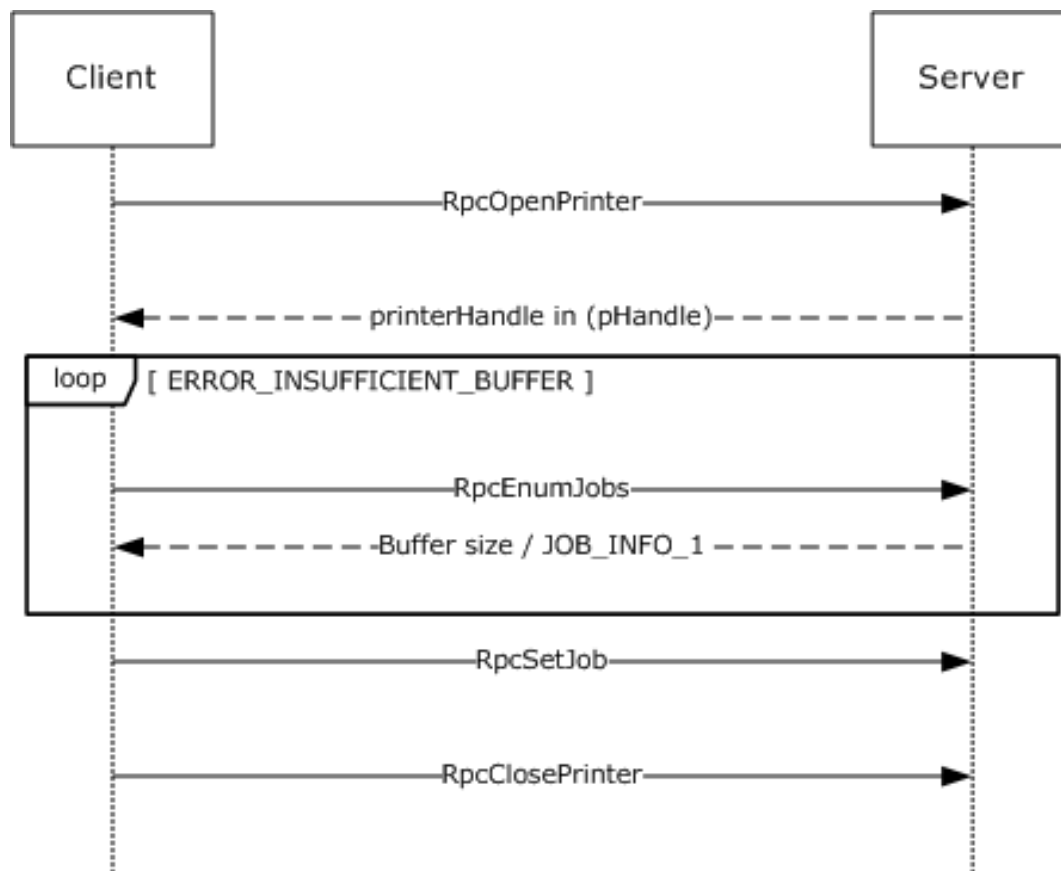 Client
Server
RpcOpenPrinter
printerHandle in (pHandle)
loop
[ ERROR_INSUFFICIENT_BUFFER ]
RpcEnumJobs
Buffer size / JOB_INFO_1
RpcSetJob
RpcClosePrinter